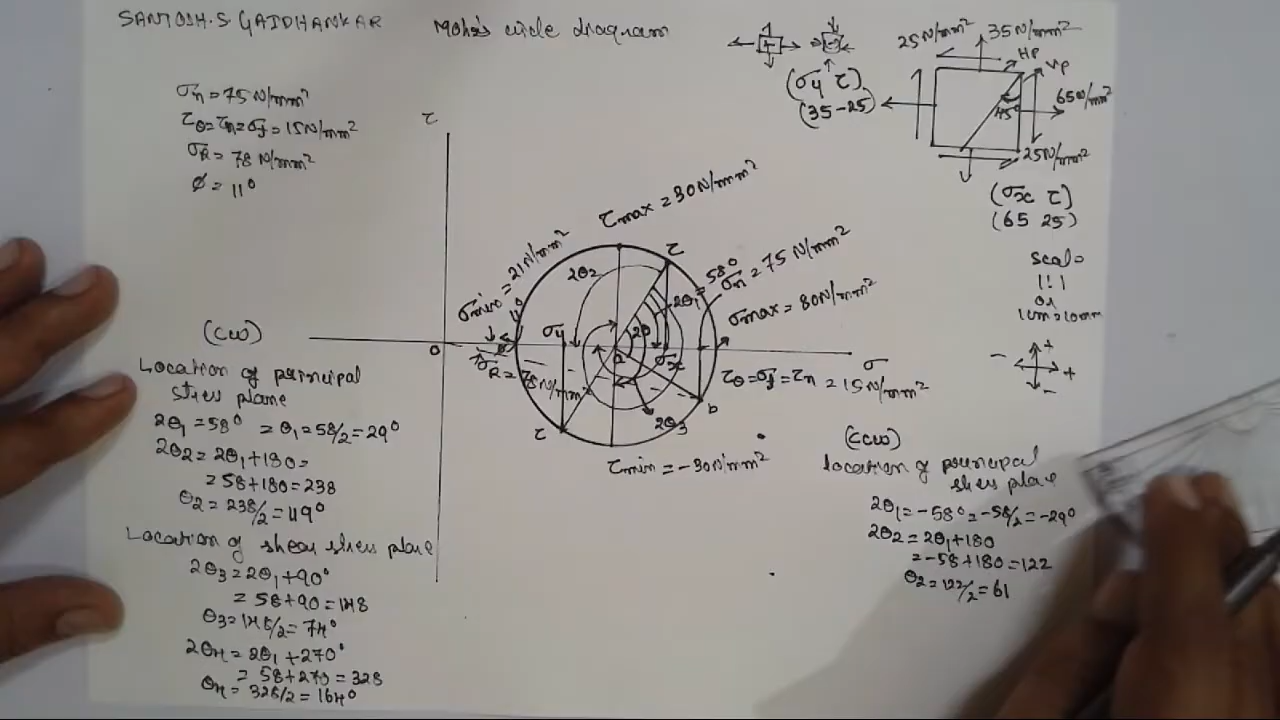 SANTOSH.S.GAIDHANKAR
Mohr's circle diagram
σn = 75 N/mm²
τθ = τn = σt = 15 N/mm²
σR = 78 N/mm²
φ = 11°
25 N/mm²
35 N/mm²
HP
VP
65 N/mm²
45°
25 N/mm²
(σy τ)
(35 -25)
(σx τ)
(65 25)
scale
1:1
or
1cm = 10mm
+
-
+
-
τ
τmax = 30 N/mm²
σmin = 21 N/mm²
11°
2θ2
τ
2θ1 = 58°
σn = 75 N/mm²
σmax = 80 N/mm²
σy
2θ
σx
0
σ
σR = 78 N/mm²
τθ = σt = τn = 15 N/mm²
b
τ
2θ3
τmin = -30 N/mm²
(CW)
Location of principal
stress plane
2θ1 = 58° = θ1 = 58/2 = 29°
2θ2 = 2θ1 + 180 =
= 58 + 180 = 238
θ2 = 238/2 = 119°
Location of shear stress plane
2θ3 = 2θ1 + 90°
= 58 + 90 = 148
θ3 = 148/2 = 74°
2θ4 = 2θ1 + 270°
= 58 + 270 = 328
θ4 = 328/2 = 164°
(CCW)
Location of principal
stress plane
2θ1 = -58° = -58/2 = -29°
2θ2 = 2θ1 + 180
= -58 + 180 = 122
θ2 = 122/2 = 61